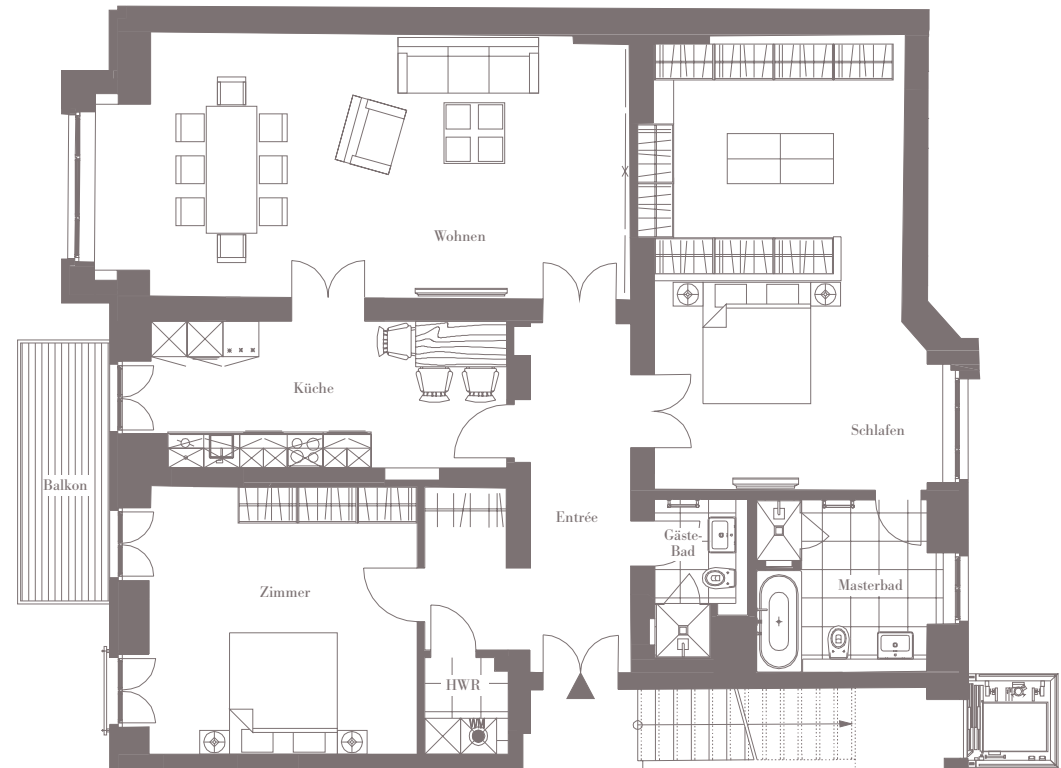 Wohnen
Küche
Schlafen
Balkon
Entrée
Gäste-
Bad
Zimmer
Masterbad
HWR
WM